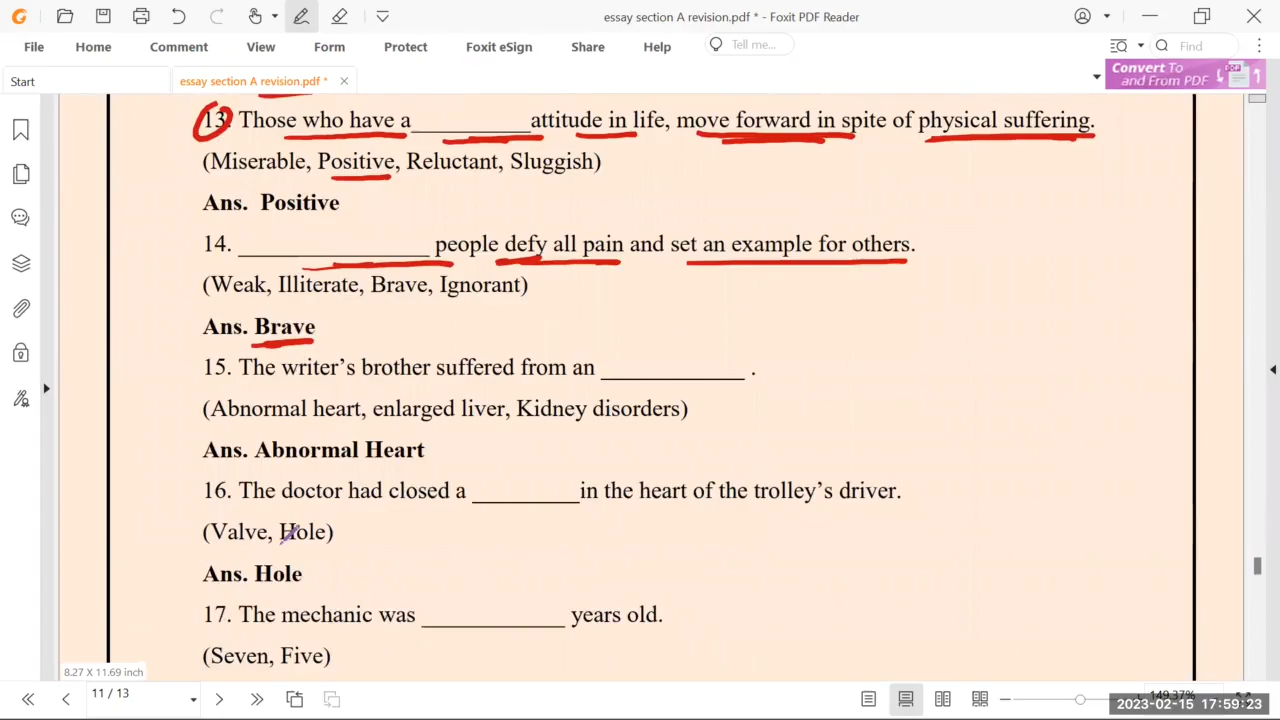 essay section A revision.pdf * - Foxit PDF Reader
File Home Comment View Form Protect Foxit eSign Share Help Tell me... Find
Start essay section A revision.pdf * Convert To and From PDF
13. Those who have a__________attitude in life, move forward in spite of physical suffering.
(Miserable, Positive, Reluctant, Sluggish)
Ans. Positive
14. ________________ people defy all pain and set an example for others.
(Weak, Illiterate, Brave, Ignorant)
Ans. Brave
15. The writer’s brother suffered from an ____________ .
(Abnormal heart, enlarged liver, Kidney disorders)
Ans. Abnormal Heart
16. The doctor had closed a _________in the heart of the trolley’s driver.
(Valve, Hole)
Ans. Hole
17. The mechanic was ____________ years old.
(Seven, Five)
8.27 X 11.69 inch
11 / 13 149.37%
2023-02-15 17:59:23